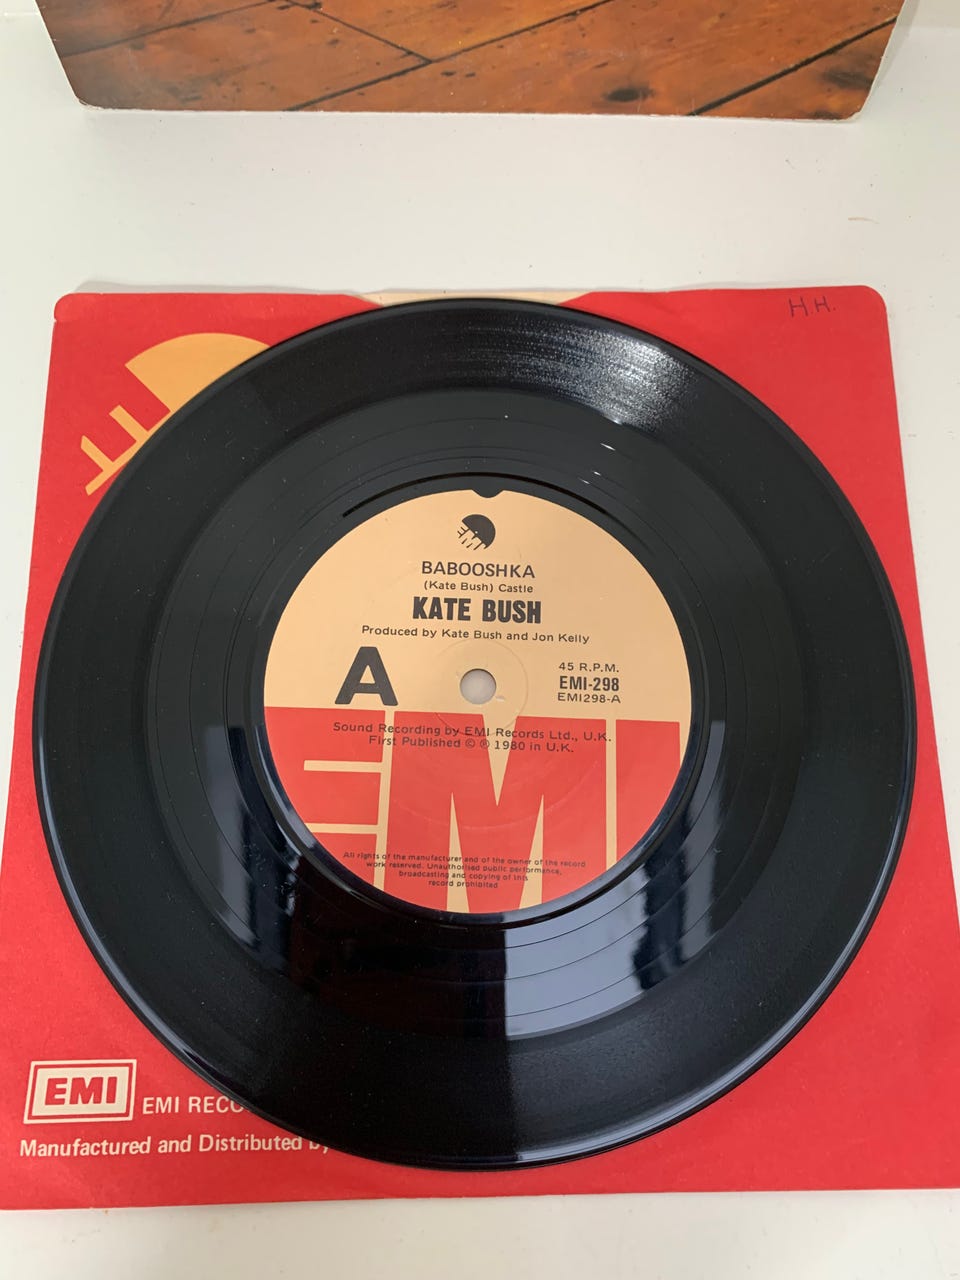 H.H.
EMI
BABOOSHKA
(Kate Bush) Castle
KATE BUSH
Produced by Kate Bush and Jon Kelly
A
45 R.P.M.
EMI-298
EMI298-A
Sound Recording by EMI Records Ltd., U.K.
First Published © ℗ 1980 in U.K.
EMI
All rights of the manufacturer and of the owner of the record
work reserved. Unauthorised public performance,
broadcasting and copying of this
record prohibited
EMI
EMI
Manufactured and Distributed